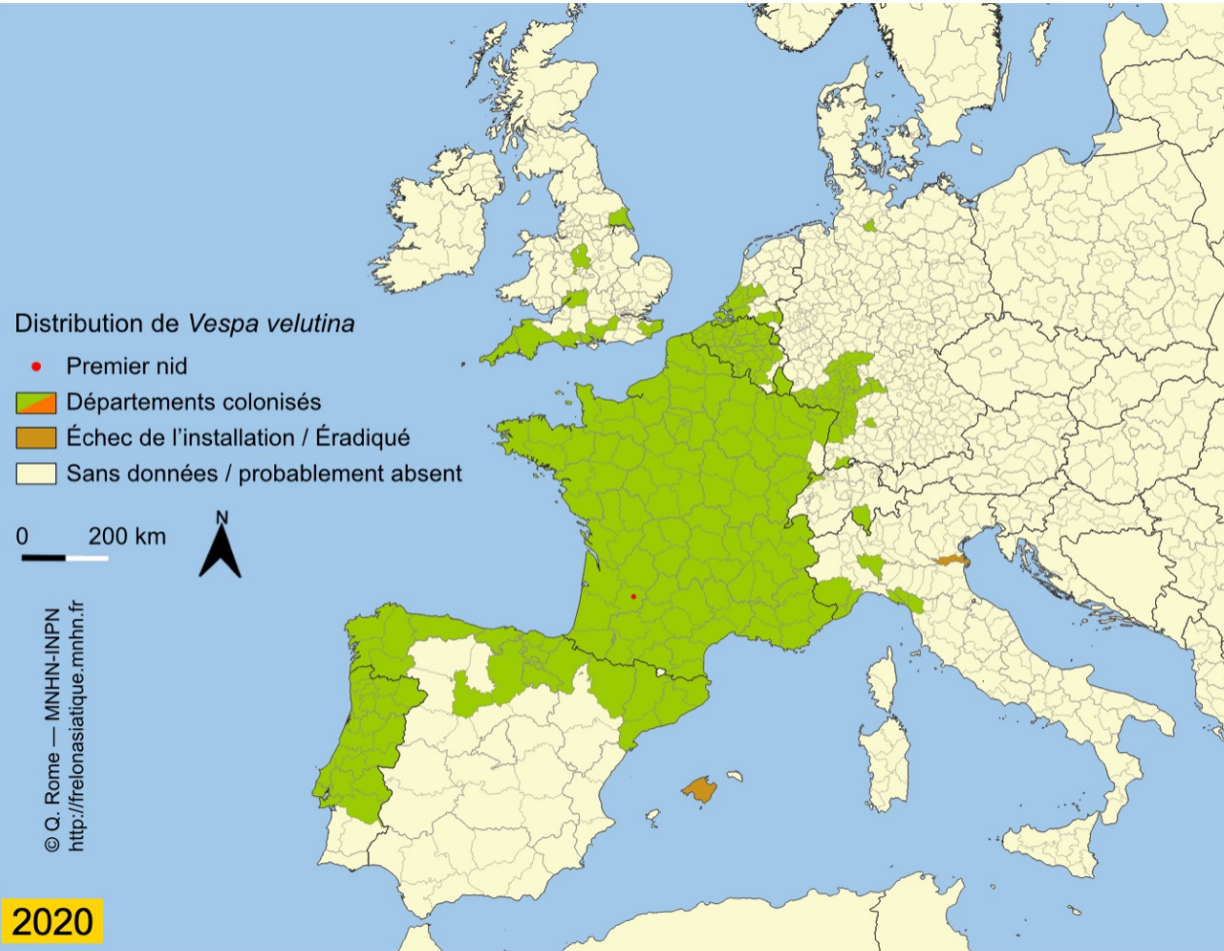 Distribution de Vespa velutina
Premier nid
Départements colonisés
Échec de l'installation / Éradiqué
Sans données / probablement absent
0 200 km
N
© Q. Rome — MNHN-INPN
http://frelonasiatique.mnhn.fr
2020